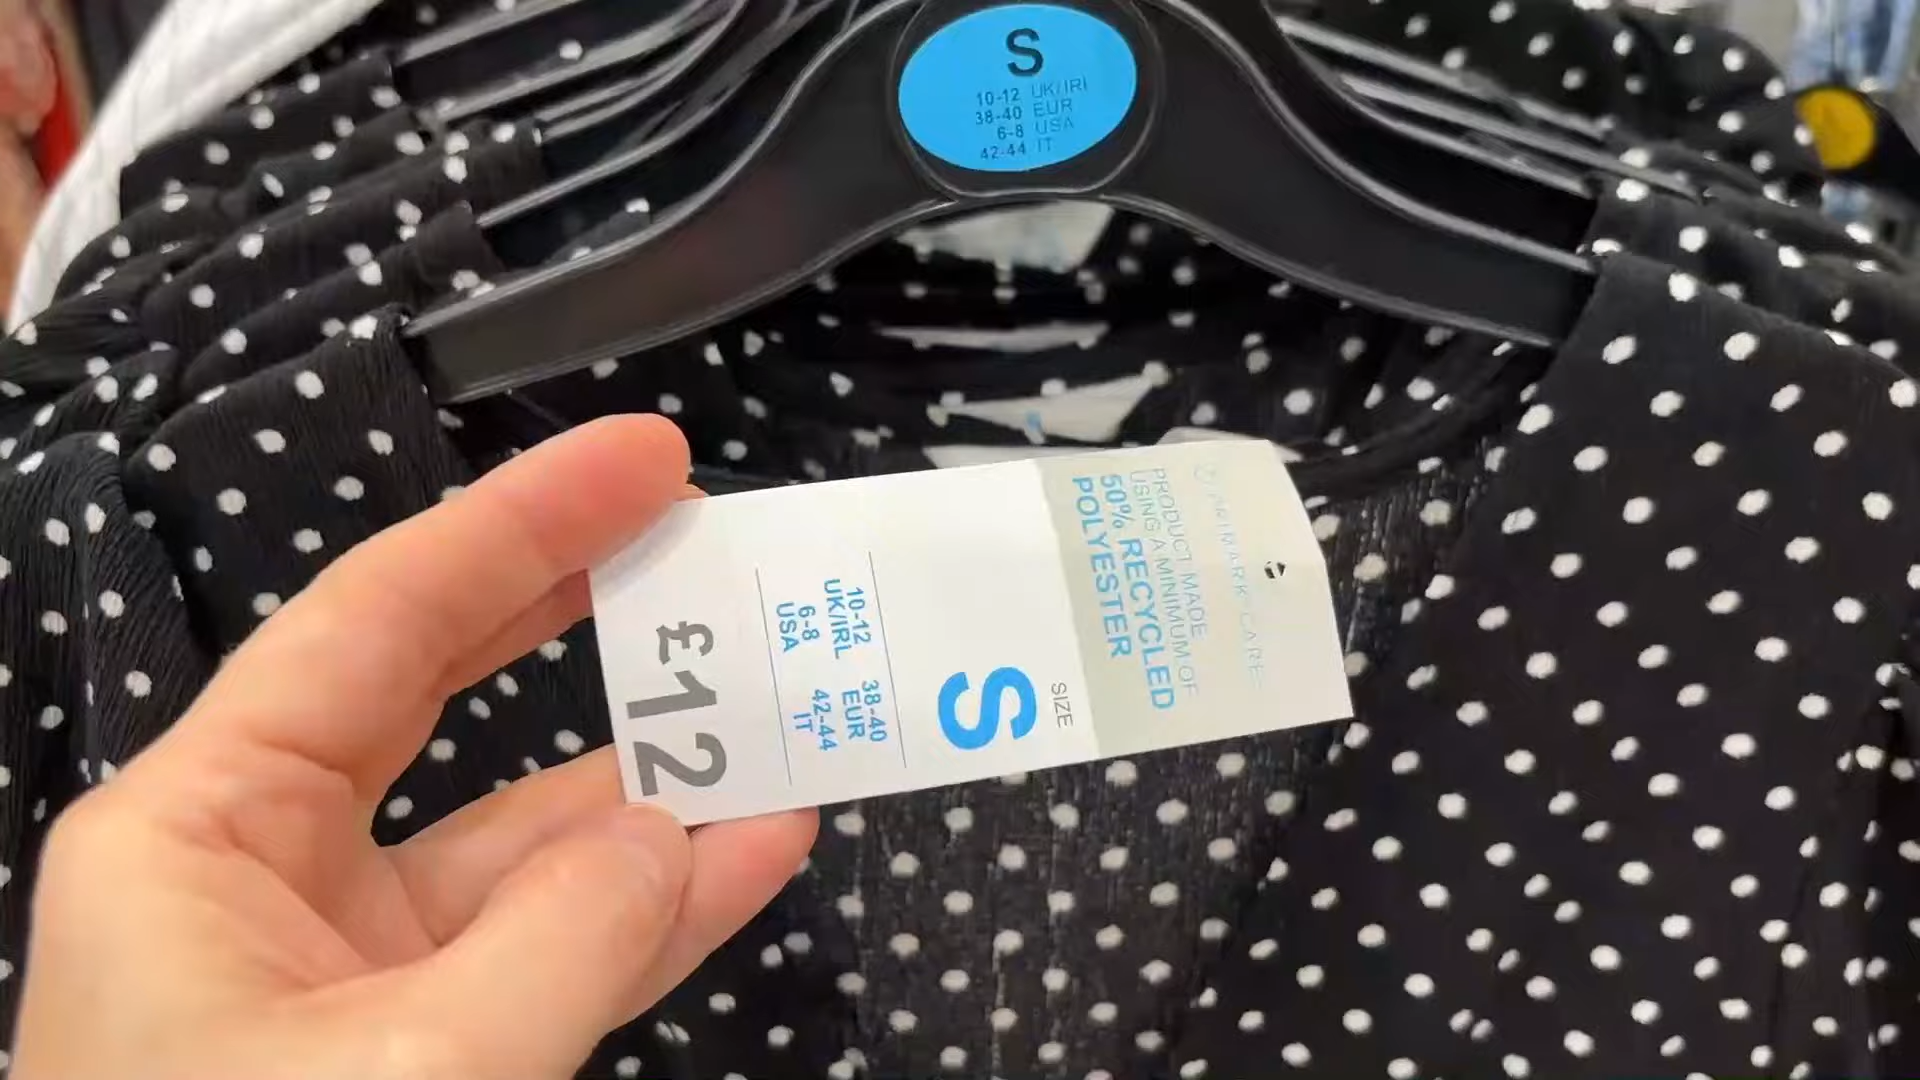 S
10-12 UK/IRL
38-40 EUR
6-8 USA
42-44 IT
PRIMARK CARES
PRODUCT MADE
USING A MINIMUM OF
50% RECYCLED
POLYESTER
SIZE
S
10-12 38-40
UK/IRL EUR
6-8 42-44
USA IT
£12